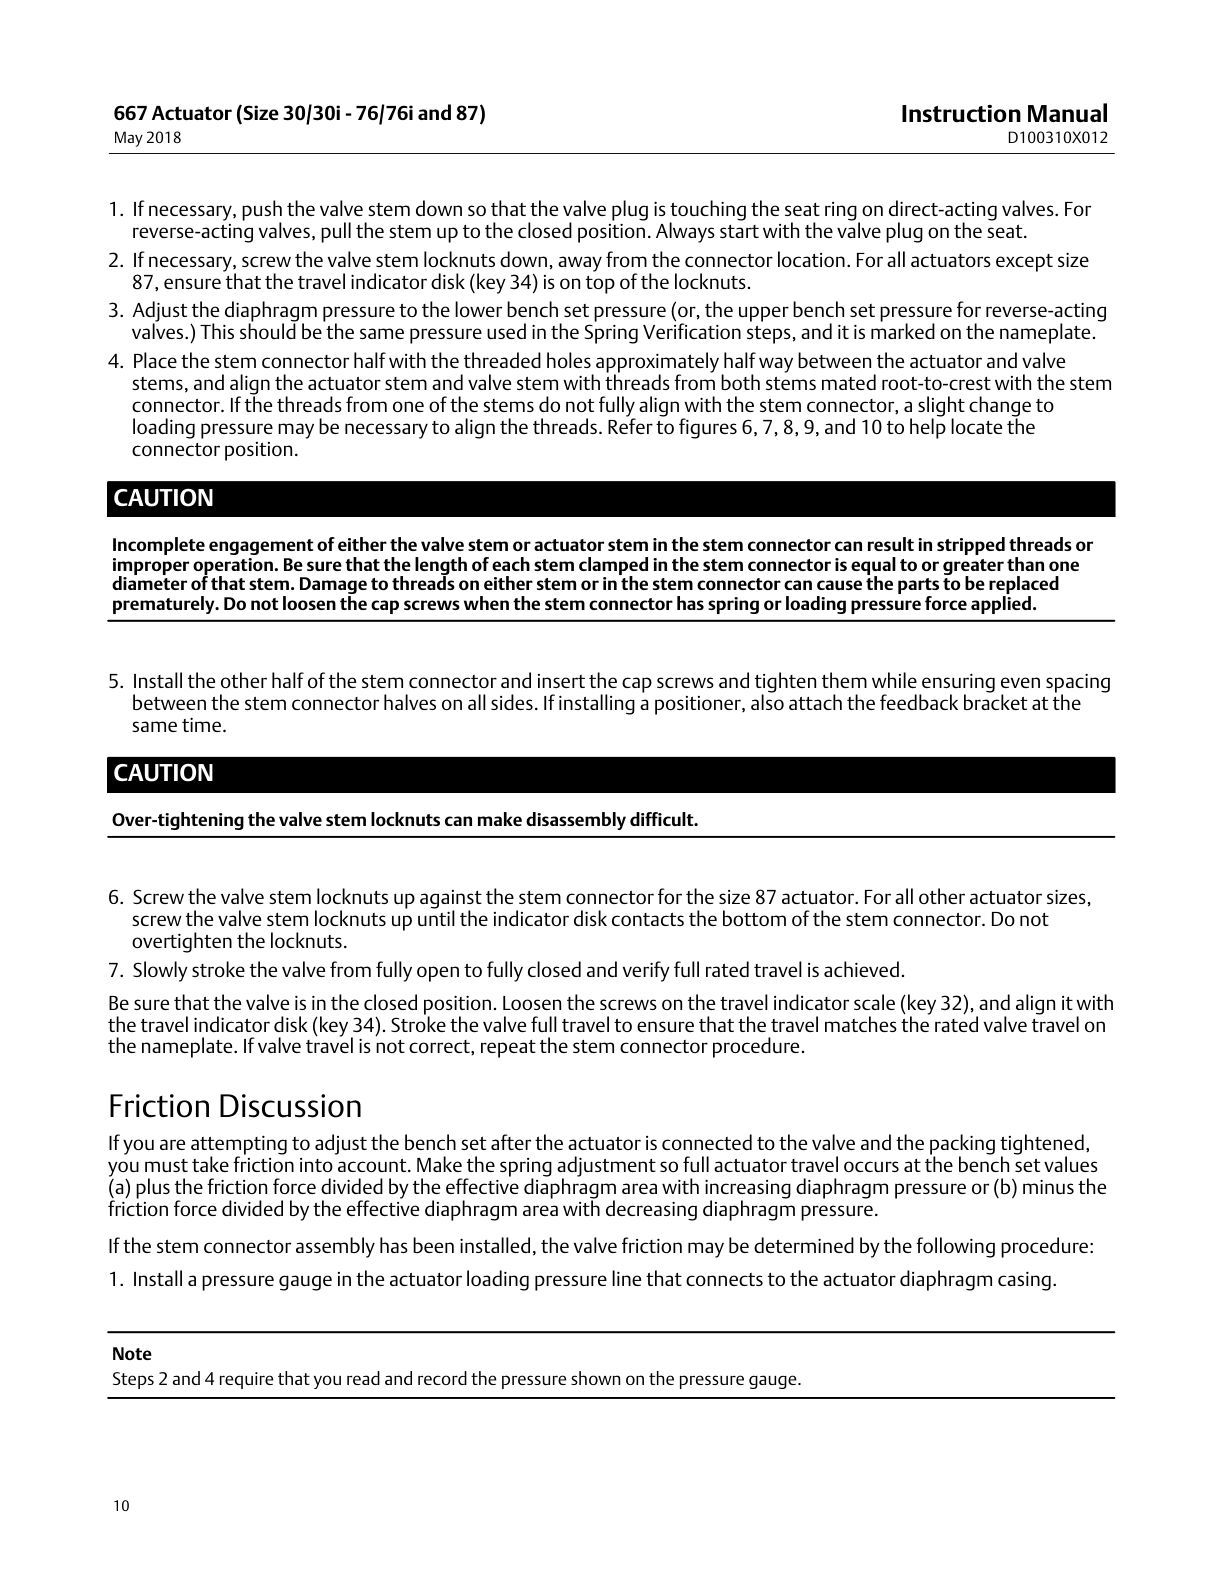 667 Actuator (Size 30/30i - 76/76i and 87)
Instruction Manual
May 2018
D100310X012
1. If necessary, push the valve stem down so that the valve plug is touching the seat ring on direct-acting valves. For
reverse-acting valves, pull the stem up to the closed position. Always start with the valve plug on the seat.
2. If necessary, screw the valve stem locknuts down, away from the connector location. For all actuators except size
87, ensure that the travel indicator disk (key 34) is on top of the locknuts.
3. Adjust the diaphragm pressure to the lower bench set pressure (or, the upper bench set pressure for reverse-acting
valves.) This should be the same pressure used in the Spring Verification steps, and it is marked on the nameplate.
4. Place the stem connector half with the threaded holes approximately half way between the actuator and valve
stems, and align the actuator stem and valve stem with threads from both stems mated root-to-crest with the stem
connector. If the threads from one of the stems do not fully align with the stem connector, a slight change to
loading pressure may be necessary to align the threads. Refer to figures 6, 7, 8, 9, and 10 to help locate the
connector position.
CAUTION
Incomplete engagement of either the valve stem or actuator stem in the stem connector can result in stripped threads or
improper operation. Be sure that the length of each stem clamped in the stem connector is equal to or greater than one
diameter of that stem. Damage to threads on either stem or in the stem connector can cause the parts to be replaced
prematurely. Do not loosen the cap screws when the stem connector has spring or loading pressure force applied.
5. Install the other half of the stem connector and insert the cap screws and tighten them while ensuring even spacing
between the stem connector halves on all sides. If installing a positioner, also attach the feedback bracket at the
same time.
CAUTION
Over-tightening the valve stem locknuts can make disassembly difficult.
6. Screw the valve stem locknuts up against the stem connector for the size 87 actuator. For all other actuator sizes,
screw the valve stem locknuts up until the indicator disk contacts the bottom of the stem connector. Do not
overtighten the locknuts.
7. Slowly stroke the valve from fully open to fully closed and verify full rated travel is achieved.
Be sure that the valve is in the closed position. Loosen the screws on the travel indicator scale (key 32), and align it with
the travel indicator disk (key 34). Stroke the valve full travel to ensure that the travel matches the rated valve travel on
the nameplate. If valve travel is not correct, repeat the stem connector procedure.
Friction Discussion
If you are attempting to adjust the bench set after the actuator is connected to the valve and the packing tightened,
you must take friction into account. Make the spring adjustment so full actuator travel occurs at the bench set values
(a) plus the friction force divided by the effective diaphragm area with increasing diaphragm pressure or (b) minus the
friction force divided by the effective diaphragm area with decreasing diaphragm pressure.
If the stem connector assembly has been installed, the valve friction may be determined by the following procedure:
1. Install a pressure gauge in the actuator loading pressure line that connects to the actuator diaphragm casing.
Note
Steps 2 and 4 require that you read and record the pressure shown on the pressure gauge.
10